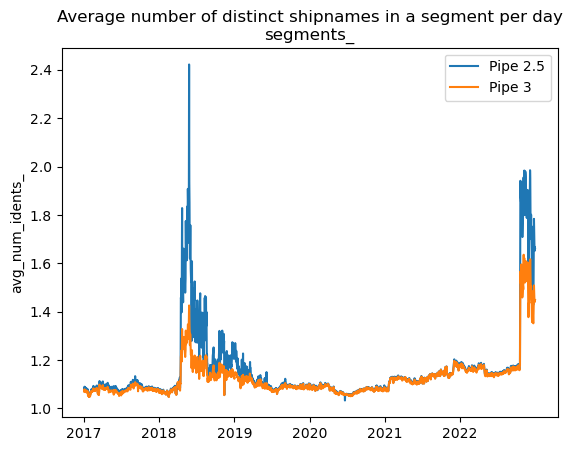 Average number of distinct shipnames in a segment per day
segments_
Pipe 2.5
Pipe 3
avg_num_idents_
2.4
2.2
2.0
1.8
1.6
1.4
1.2
1.0
2017
2018
2019
2020
2021
2022